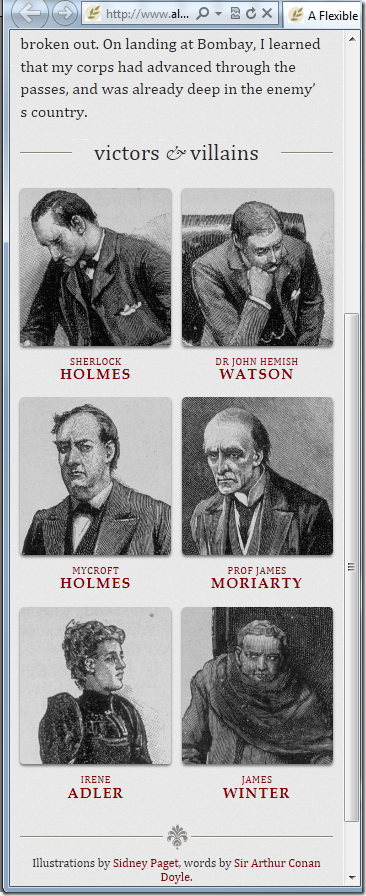 http://www.al
A Flexible
broken out. On landing at Bombay, I learned
that my corps had advanced through the
passes, and was already deep in the enemy’
s country.
victors & villains
SHERLOCK
HOLMES
DR JOHN HEMISH
WATSON
MYCROFT
HOLMES
PROF JAMES
MORIARTY
IRENE
ADLER
JAMES
WINTER
Illustrations by Sidney Paget, words by Sir Arthur Conan
Doyle.